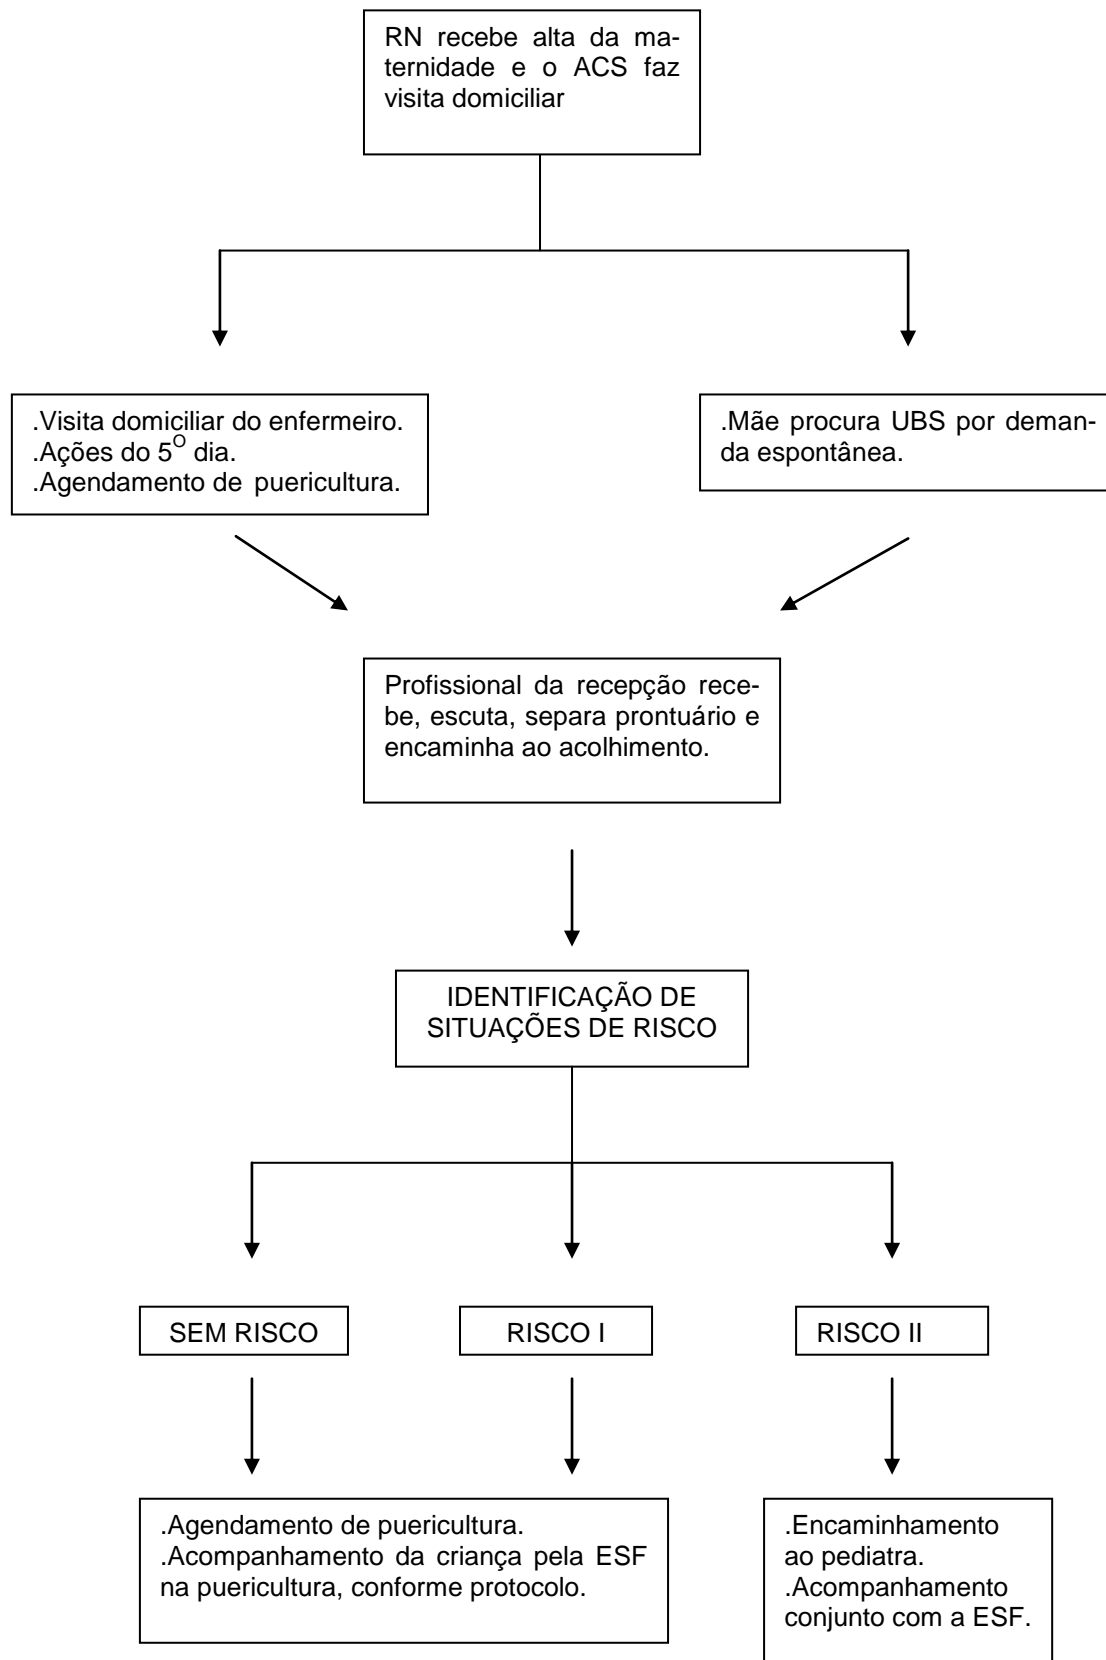 RN recebe alta da ma-
ternidade e o ACS faz
visita domiciliar
.Visita domiciliar do enfermeiro.
.Ações do 5º dia.
.Agendamento de puericultura.
.Mãe procura UBS por deman-
da espontânea.
Profissional da recepção rece-
be, escuta, separa prontuário e
encaminha ao acolhimento.
IDENTIFICAÇÃO DE
SITUAÇÕES DE RISCO
SEM RISCO
RISCO I
RISCO II
.Agendamento de puericultura.
.Acompanhamento da criança pela ESF
na puericultura, conforme protocolo.
.Encaminhamento
ao pediatra.
.Acompanhamento
conjunto com a ESF.